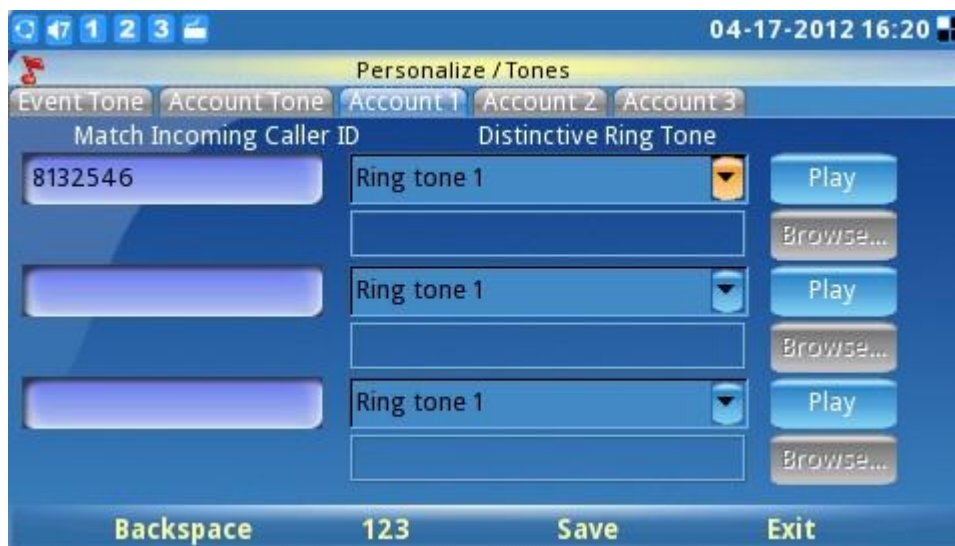 47 1 2 3 04-17-2012 16:20
Personalize / Tones
Event Tone Account Tone Account 1 Account 2 Account 3
Match Incoming Caller ID Distinctive Ring Tone
8132546 Ring tone 1 Play
Browse...
Ring tone 1 Play
Browse...
Ring tone 1 Play
Browse...
Backspace 123 Save Exit